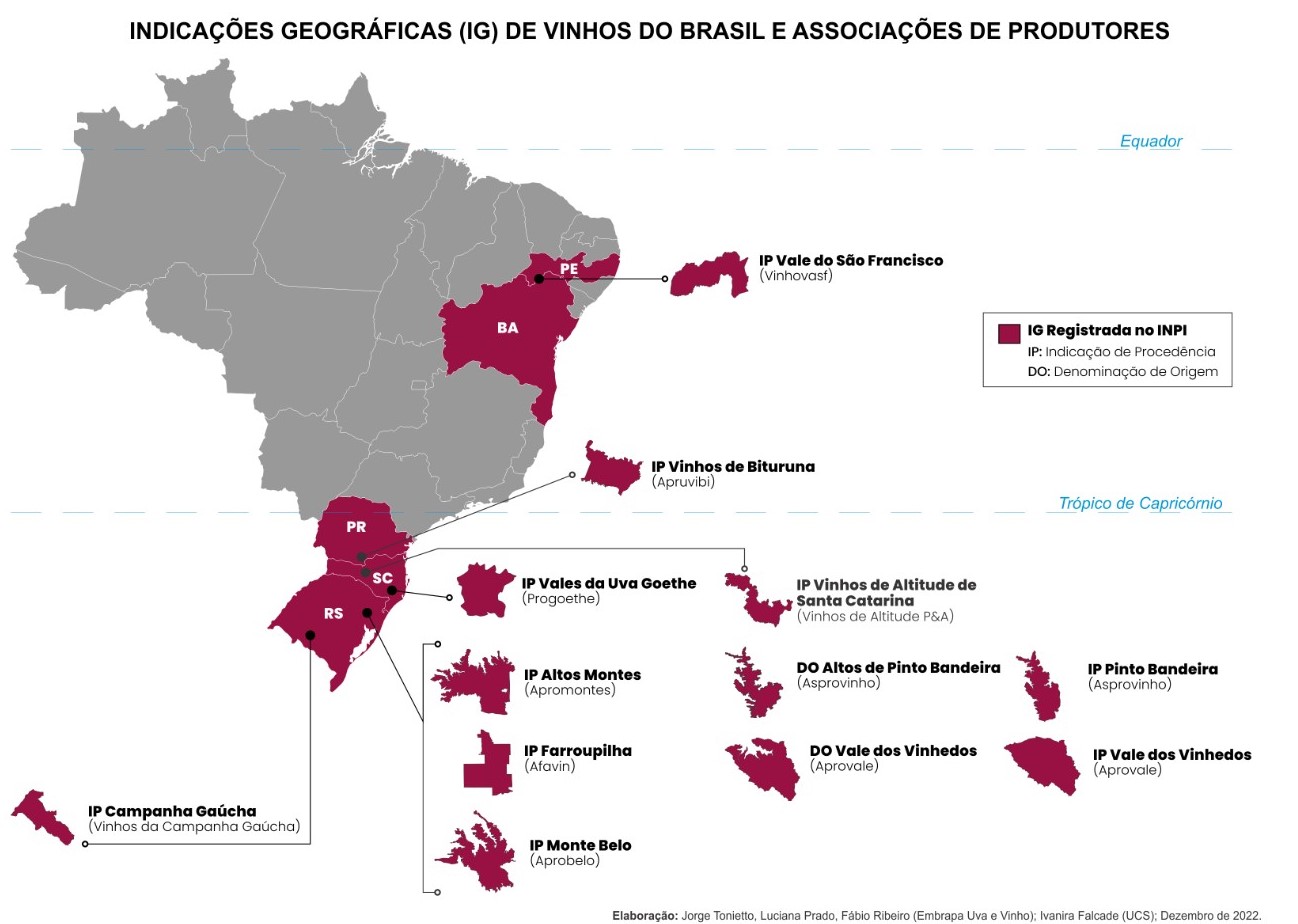 INDICAÇÕES GEOGRÁFICAS (IG) DE VINHOS DO BRASIL E ASSOCIAÇÕES DE PRODUTORES
Equador
PE
IP Vale do São Francisco
(Vinhovasf)
BA
IG Registrada no INPI
IP: Indicação de Procedência
DO: Denominação de Origem
IP Vinhos de Bituruna
(Apruvibi)
Trópico de Capricórnio
PR
SC
RS
IP Vales da Uva Goethe
(Progoethe)
IP Vinhos de Altitude de
Santa Catarina
(Vinhos de Altitude P&A)
IP Altos Montes
(Apromontes)
DO Altos de Pinto Bandeira
(Asprovinho)
IP Pinto Bandeira
(Asprovinho)
IP Farroupilha
(Afavin)
DO Vale dos Vinhedos
(Aprovale)
IP Vale dos Vinhedos
(Aprovale)
IP Campanha Gaúcha
(Vinhos da Campanha Gaúcha)
IP Monte Belo
(Aprobelo)
Elaboração: Jorge Tonietto, Luciana Prado, Fábio Ribeiro (Embrapa Uva e Vinho); Ivanira Falcade (UCS); Dezembro de 2022.